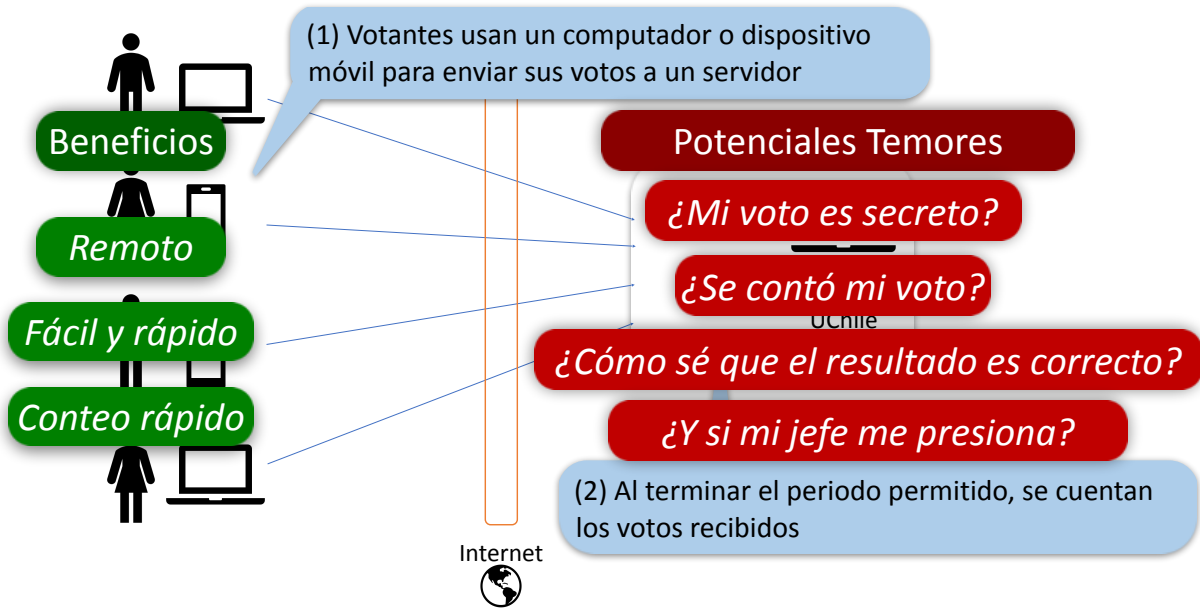 (1) Votantes usan un computador o dispositivo
móvil para enviar sus votos a un servidor
Beneficios
Remoto
Fácil y rápido
Conteo rápido
Potenciales Temores
¿Mi voto es secreto?
¿Se contó mi voto?
UChile
¿Cómo sé que el resultado es correcto?
¿Y si mi jefe me presiona?
(2) Al terminar el periodo permitido, se cuentan
los votos recibidos
Internet